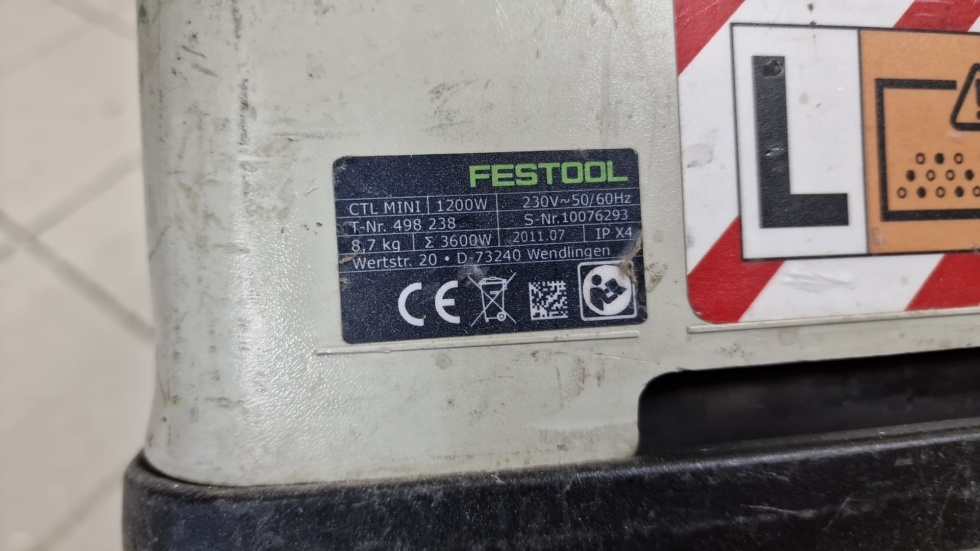 FESTOOL
CTL MINI 1200W 230V~50/60Hz
T-Nr. 498 238 S-Nr.10076293
8,7 kg Σ 3600W 2011.07 IP X4
Wertstr. 20 • D-73240 Wendlingen
CE
L